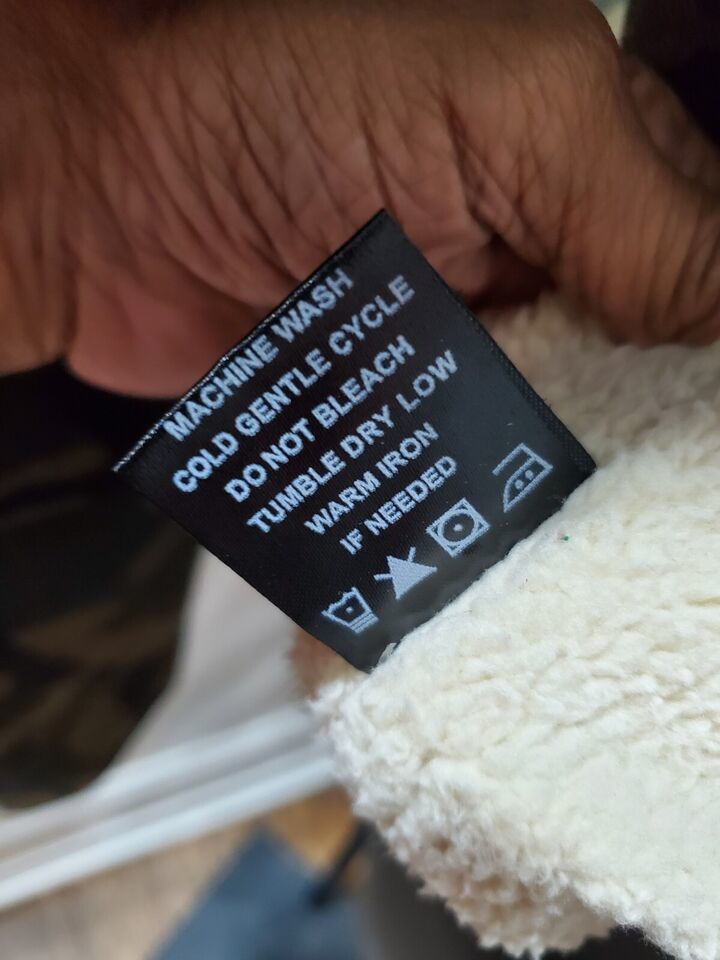 MACHINE WASH
COLD GENTLE CYCLE
DO NOT BLEACH
TUMBLE DRY LOW
WARM IRON
IF NEEDED